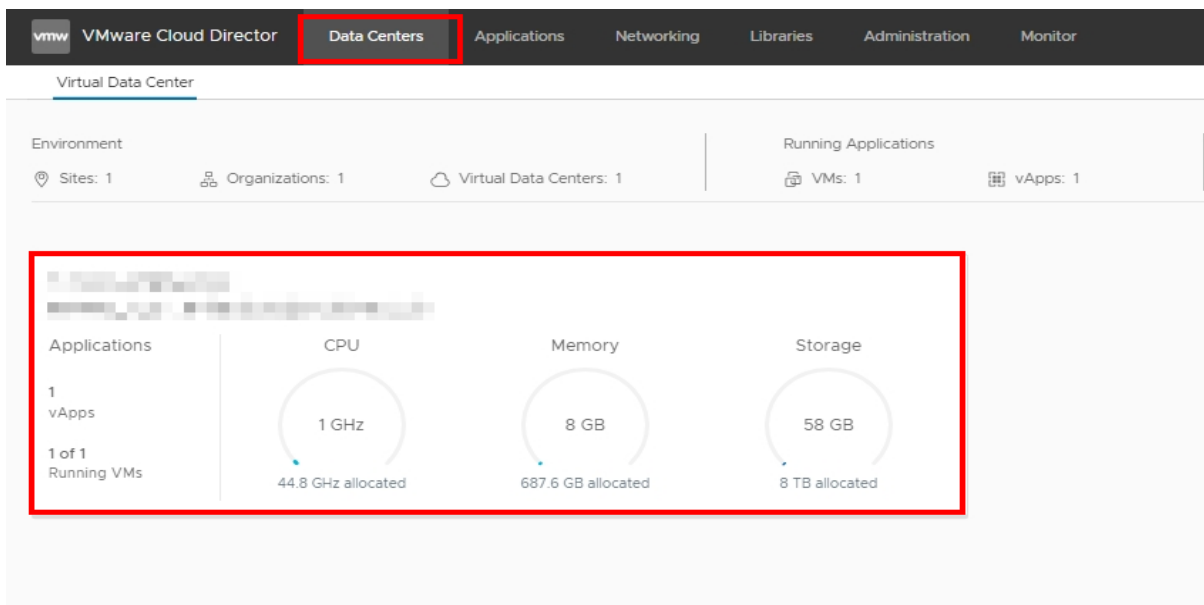 vmw VMware Cloud Director Data Centers Applications Networking Libraries Administration Monitor
Virtual Data Center
Environment Running Applications
Sites: 1 Organizations: 1 Virtual Data Centers: 1 VMs: 1 vApps: 1
Applications CPU Memory Storage
1
vApps
1 GHz 8 GB 58 GB
1 of 1
Running VMs
44.8 GHz allocated 687.6 GB allocated 8 TB allocated